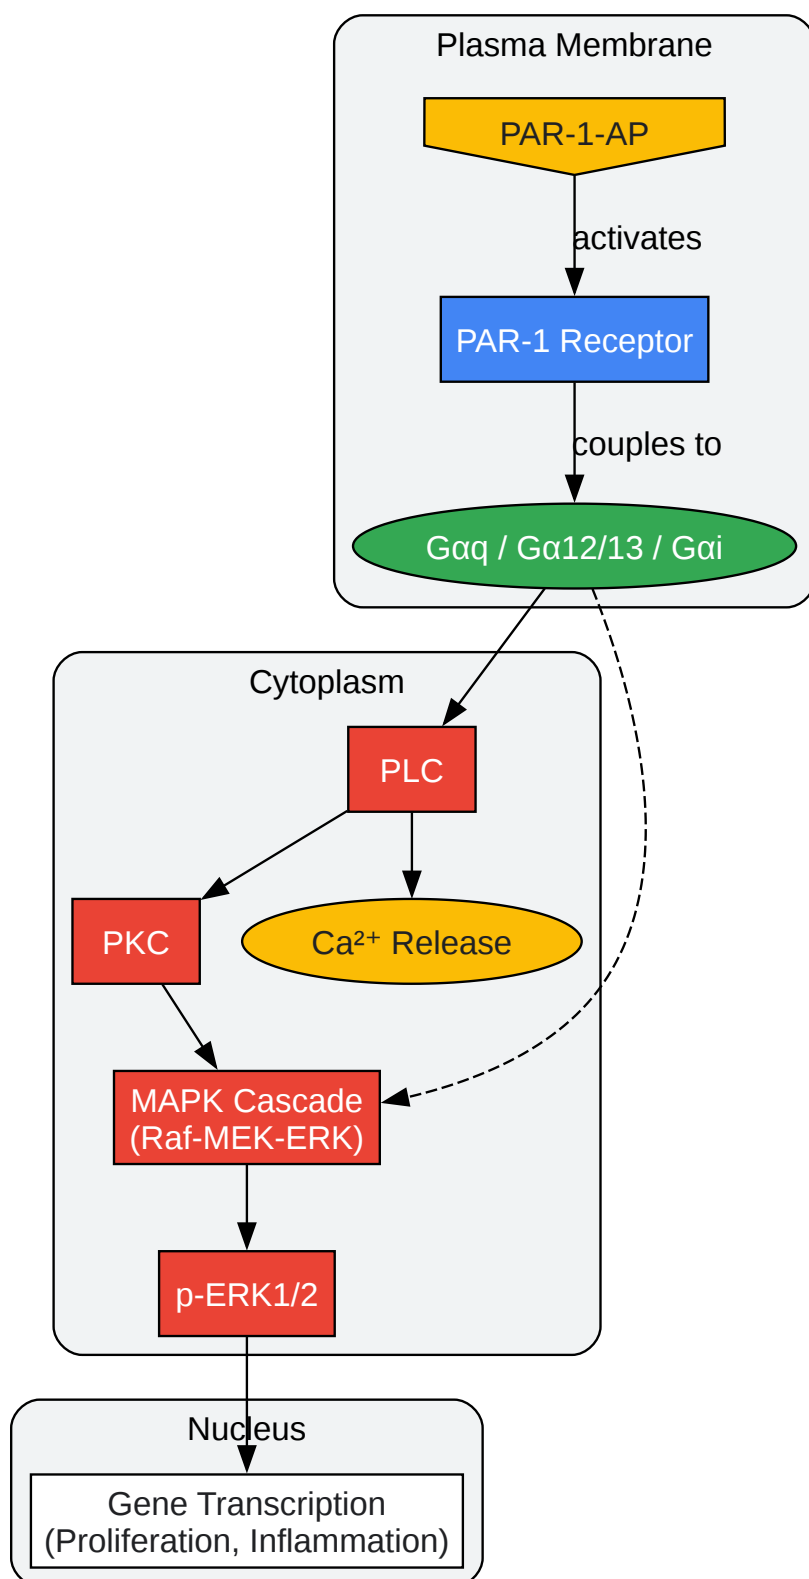 Plasma Membrane
PAR-1-AP
activates
PAR-1 Receptor
couples to
Gαq / Gα12/13 / Gαi
Cytoplasm
PLC
PKC
Ca²⁺ Release
MAPK Cascade
(Raf-MEK-ERK)
p-ERK1/2
Nucleus
Gene Transcription
(Proliferation, Inflammation)